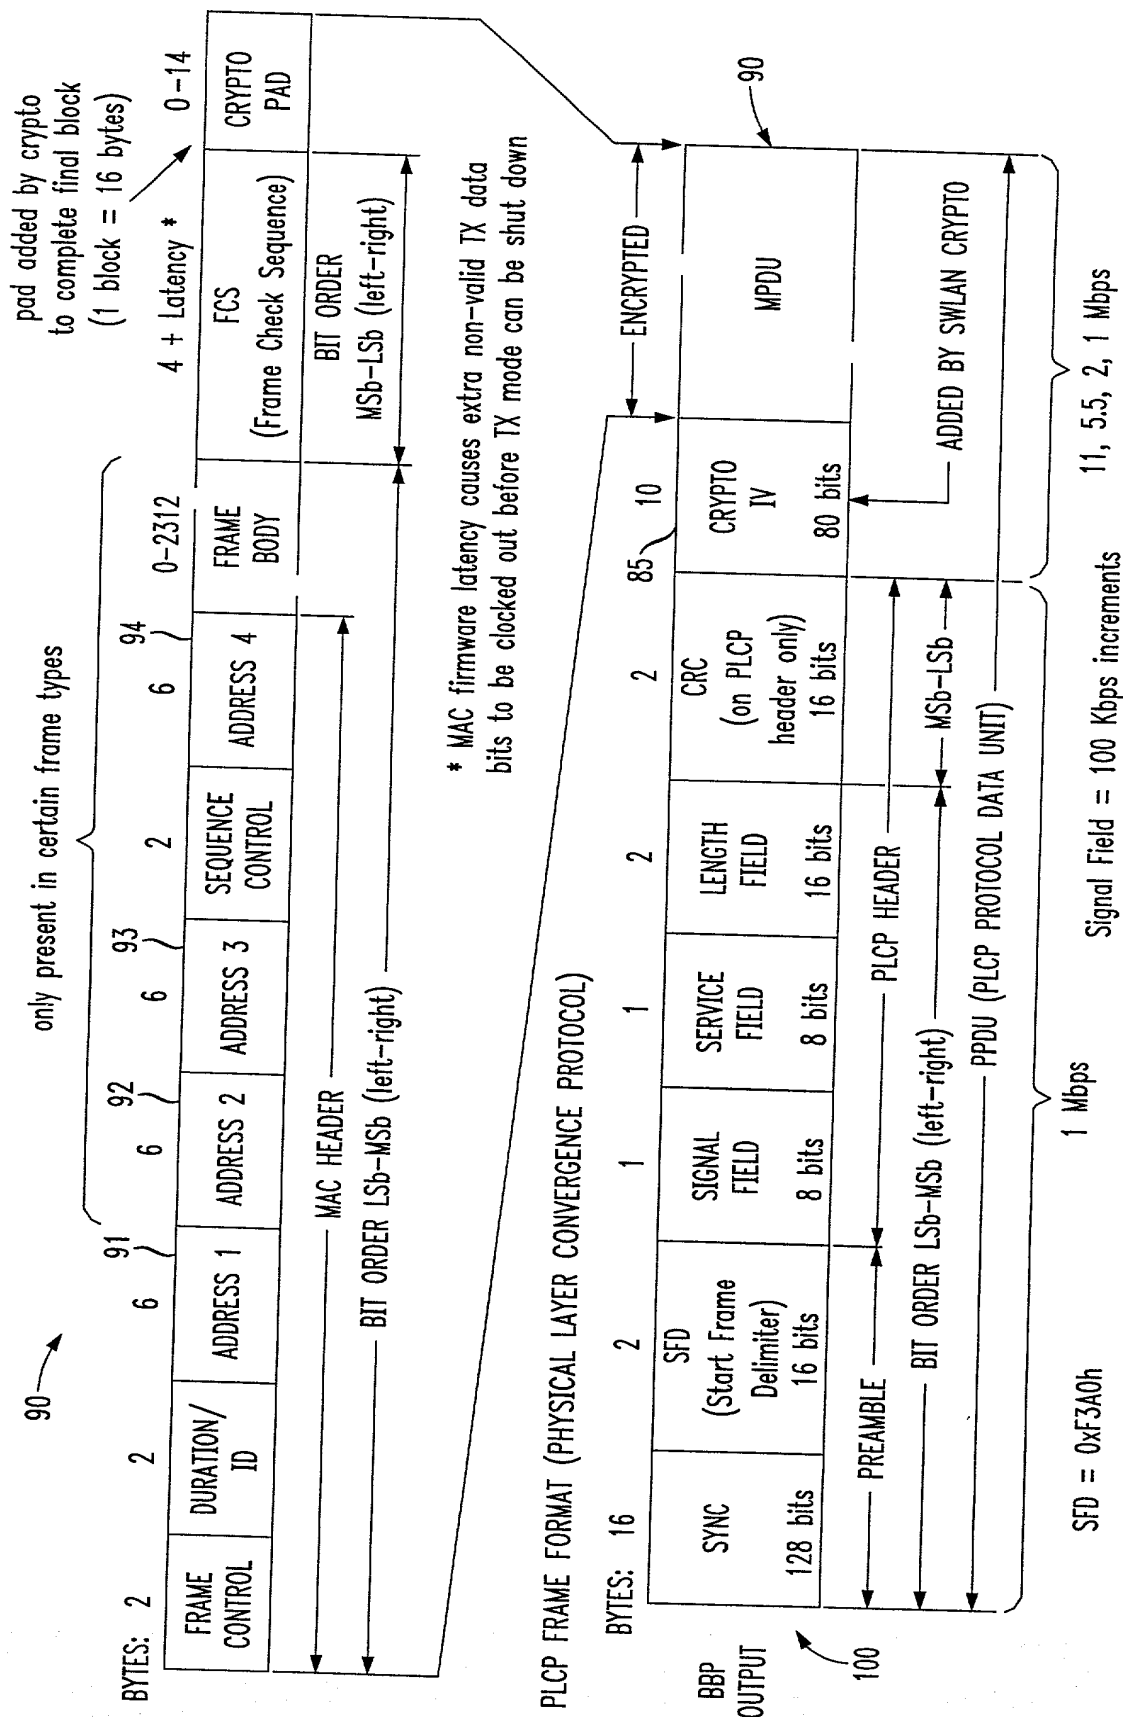 only present in certain frame types
pad added by crypto
to complete final block
(1 block = 16 bytes)
90
91
92
93
94
BYTES: 2
2
6
6
6
2
6
0-2312
4 + Latency *
0-14
FRAME
CONTROL
DURATION/
ID
ADDRESS 1
ADDRESS 2
ADDRESS 3
SEQUENCE
CONTROL
ADDRESS 4
FRAME
BODY
FCS
(Frame Check Sequence)
CRYPTO
PAD
MAC HEADER
BIT ORDER LSb-MSb (left-right)
BIT ORDER
MSb-LSb (left-right)
* MAC firmware latency causes extra non-valid TX data
bits to be clocked out before TX mode can be shut down
PLCP FRAME FORMAT (PHYSICAL LAYER CONVERGENCE PROTOCOL)
ENCRYPTED
90
BYTES: 16
2
1
1
2
2
85
10
BBP
OUTPUT
100
SYNC
128 bits
SFD
(Start Frame
Delimiter)
16 bits
SIGNAL
FIELD
8 bits
SERVICE
FIELD
8 bits
LENGTH
FIELD
16 bits
CRC
(on PLCP
header only)
16 bits
CRYPTO
IV
80 bits
MPDU
PREAMBLE
PLCP HEADER
BIT ORDER LSb-MSb (left-right)
MSb-LSb
ADDED BY SWLAN CRYPTO
PPDU (PLCP PROTOCOL DATA UNIT)
1 Mbps
11, 5.5, 2, 1 Mbps
SFD = 0xF3A0h
Signal Field = 100 Kbps increments